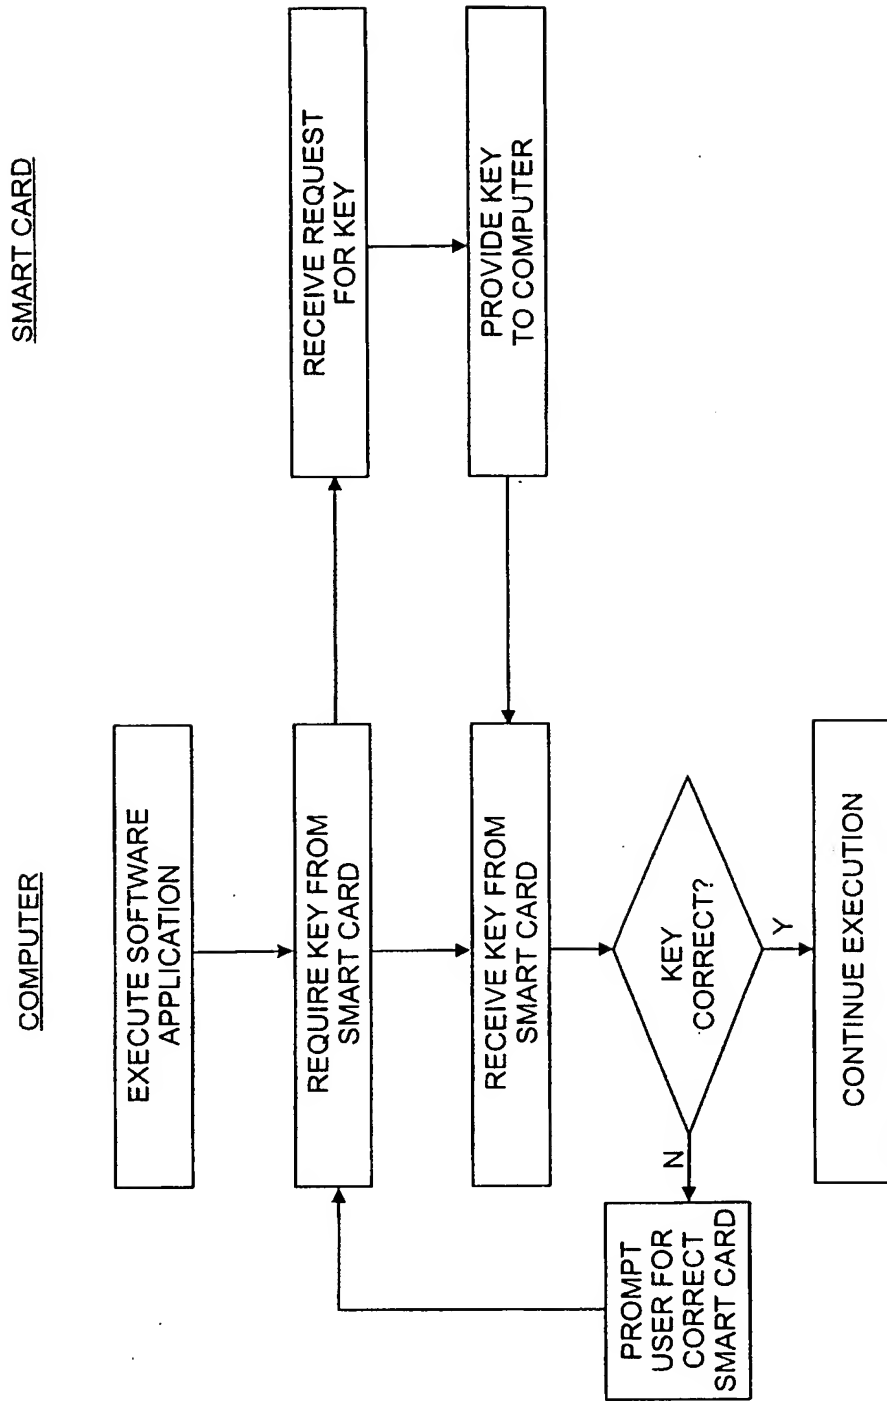 COMPUTER
SMART CARD
EXECUTE SOFTWARE
APPLICATION
REQUIRE KEY FROM
SMART CARD
RECEIVE REQUEST
FOR KEY
PROVIDE KEY
TO COMPUTER
RECEIVE KEY FROM
SMART CARD
KEY
CORRECT?
N
Y
PROMPT
USER FOR
CORRECT
SMART CARD
CONTINUE EXECUTION